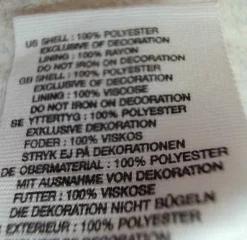 US SHELL : 100% POLYESTER
EXCLUSIVE OF DECORATION
LINING : 100% RAYON
DO NOT IRON ON DECORATION
GB SHELL : 100% POLYESTER
EXCLUSIVE OF DECORATION
LINING : 100% VISCOSE
DO NOT IRON ON DECORATION
SE YTTERTYG : 100% POLYESTER
EXKLUSIVE DEKORATION
FODER : 100% VISKOS
STRYK EJ PÅ DEKORATIONEN
DE OBERMATERIAL : 100% POLYESTER
MIT AUSNAHME VON DEKORATION
FUTTER : 100% VISKOSE
DIE DEKORATION NICHT BÜGELN
EXTERIEUR : 100% POLYESTER
DECORATION